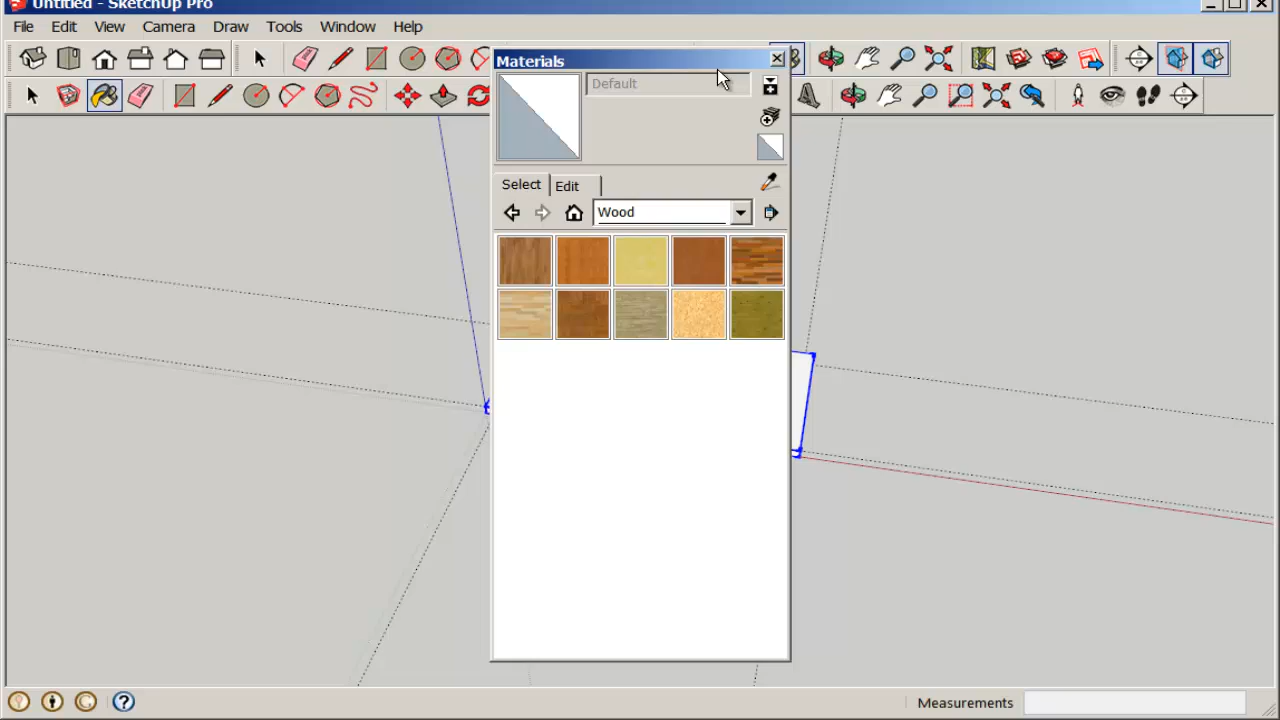 Untitled - SketchUp Pro
File Edit View Camera Draw Tools Window Help
Materials
Default
Select Edit
Wood
Measurements